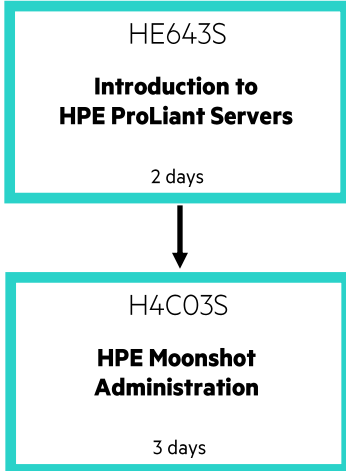 HE643S
Introduction to
HPE ProLiant Servers
2 days
H4C03S
HPE Moonshot
Administration
3 days